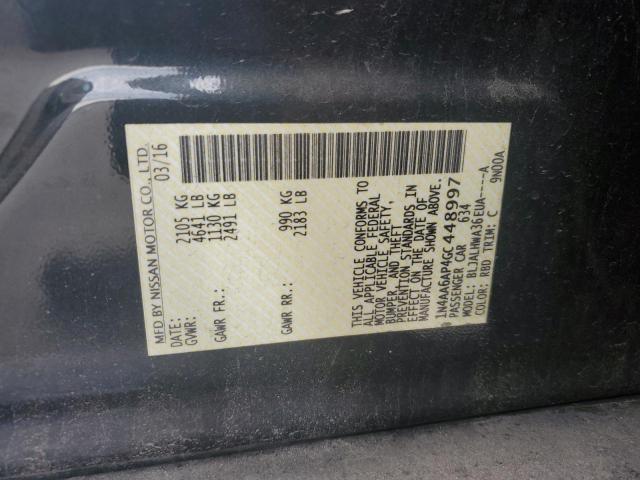 MFD BY NISSAN MOTOR CO., LTD.
DATE: 03/16
GVWR: 2105 KG
4641 LB
GAWR FR: 1130 KG
2491 LB
GAWR RR: 990 KG
2183 LB
THIS VEHICLE CONFORMS TO
ALL APPLICABLE FEDERAL
MOTOR VEHICLE SAFETY,
BUMPER, AND THEFT
PREVENTION STANDARDS IN
EFFECT ON THE DATE OF
MANUFACTURE SHOWN ABOVE.
1N4AA6AP4GC448997
PASSENGER CAR 634
MODEL: BLJALHWA36EUA----A
COLOR: RBD TRIM: C 9N00A